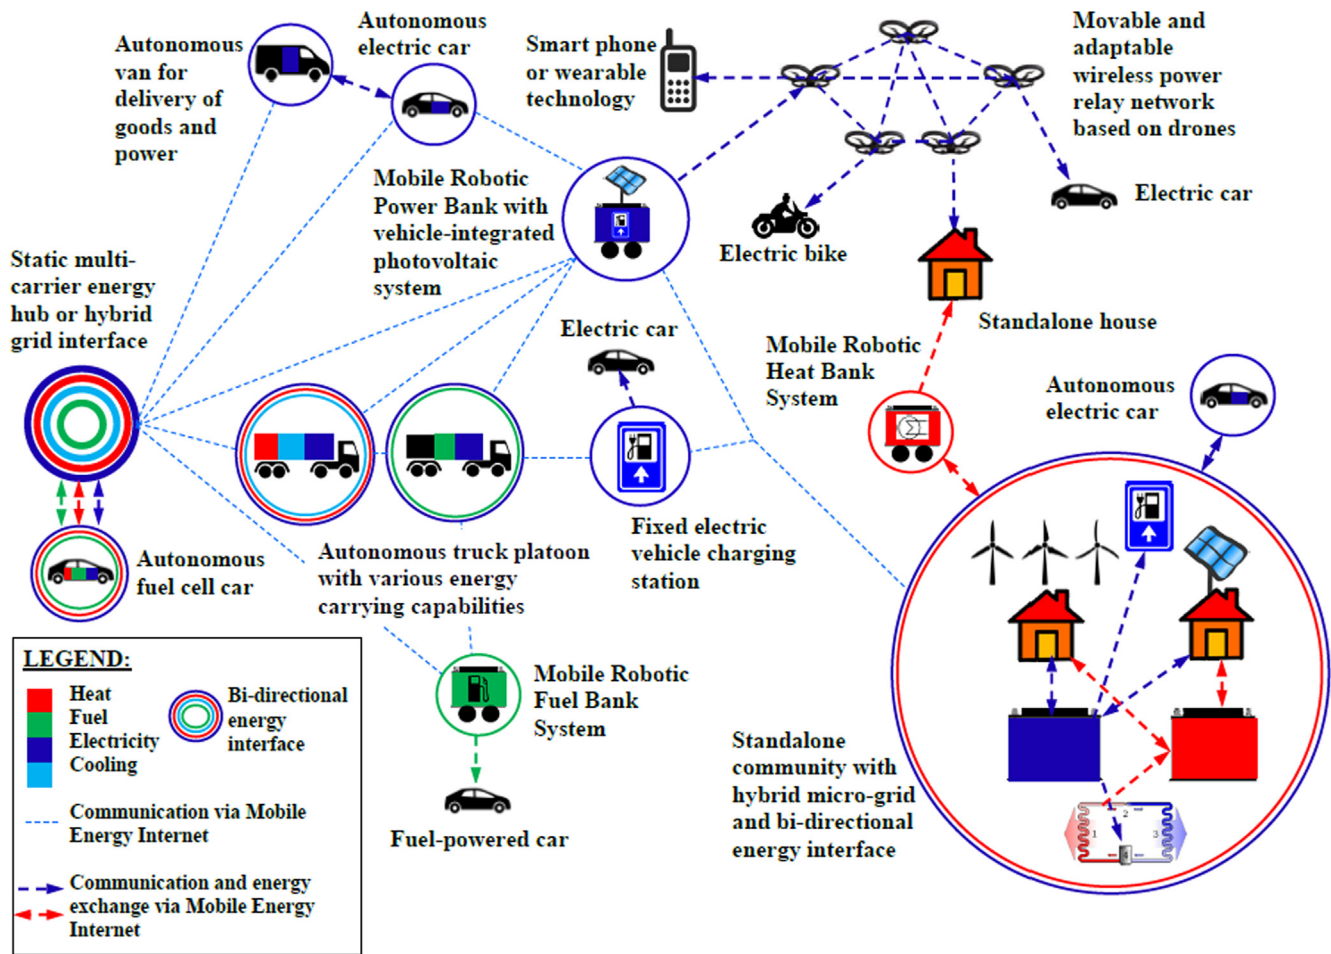 Autonomous
van for
delivery of
goods and
power
Autonomous
electric car
Smart phone
or wearable
technology
Movable and
adaptable
wireless power
relay network
based on drones
Mobile Robotic
Power Bank with
vehicle-integrated
photovoltaic
system
Electric car
Electric bike
Static multi-
carrier energy
hub or hybrid
grid interface
Electric car
Standalone house
Mobile Robotic
Heat Bank
System
Autonomous
electric car
Autonomous
fuel cell car
Autonomous truck platoon
with various energy
carrying capabilities
Fixed electric
vehicle charging
station
Mobile Robotic
Fuel Bank
System
Fuel-powered car
Standalone
community with
hybrid micro-grid
and bi-directional
energy interface
1
2
3
4
LEGEND:
Heat
Fuel
Electricity
Cooling
Bi-directional
energy
interface
Communication via Mobile
Energy Internet
Communication and energy
exchange via Mobile Energy
Internet